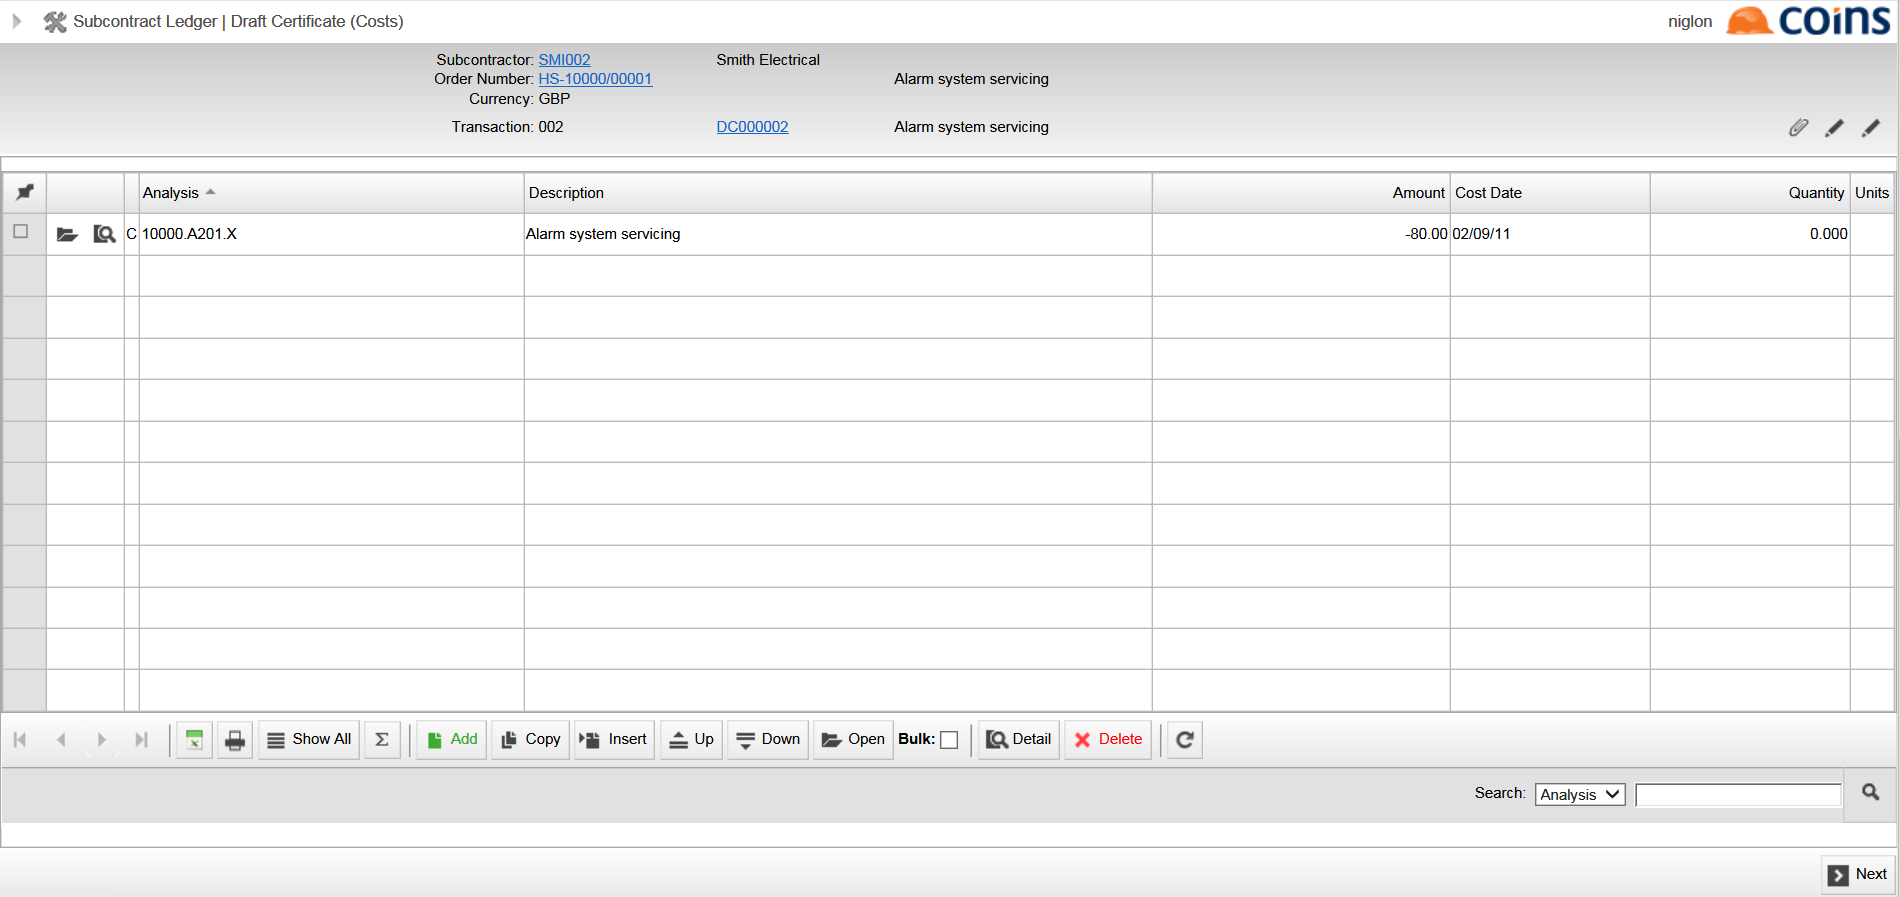 Subcontract Ledger | Draft Certificate (Costs)
niglon
coins
Subcontractor: SMI002 Smith Electrical
Order Number: HS-10000/00001 Alarm system servicing
Currency: GBP
Transaction: 002 DC000002 Alarm system servicing
Analysis Description Amount Cost Date Quantity Units
C 10000.A201.X Alarm system servicing -80.00 02/09/11 0.000
Show All Σ Add Copy Insert Up Down Open Bulk: Detail Delete
Search: Analysis
Next